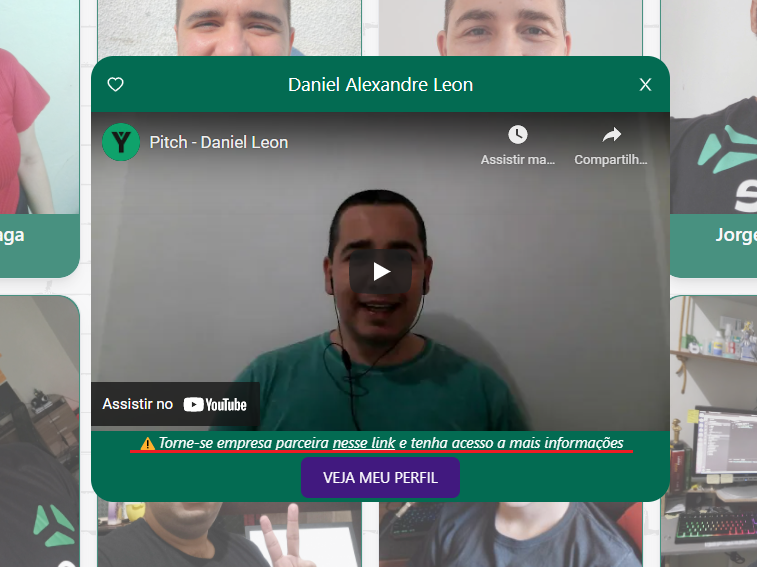 Daniel Alexandre Leon
X
Pitch - Daniel Leon
Assistir ma...
Compartilh...
nga
Jorge
Assistir no YouTube
⚠ Torne-se empresa parceira nesse link e tenha acesso a mais informações
VEJA MEU PERFIL